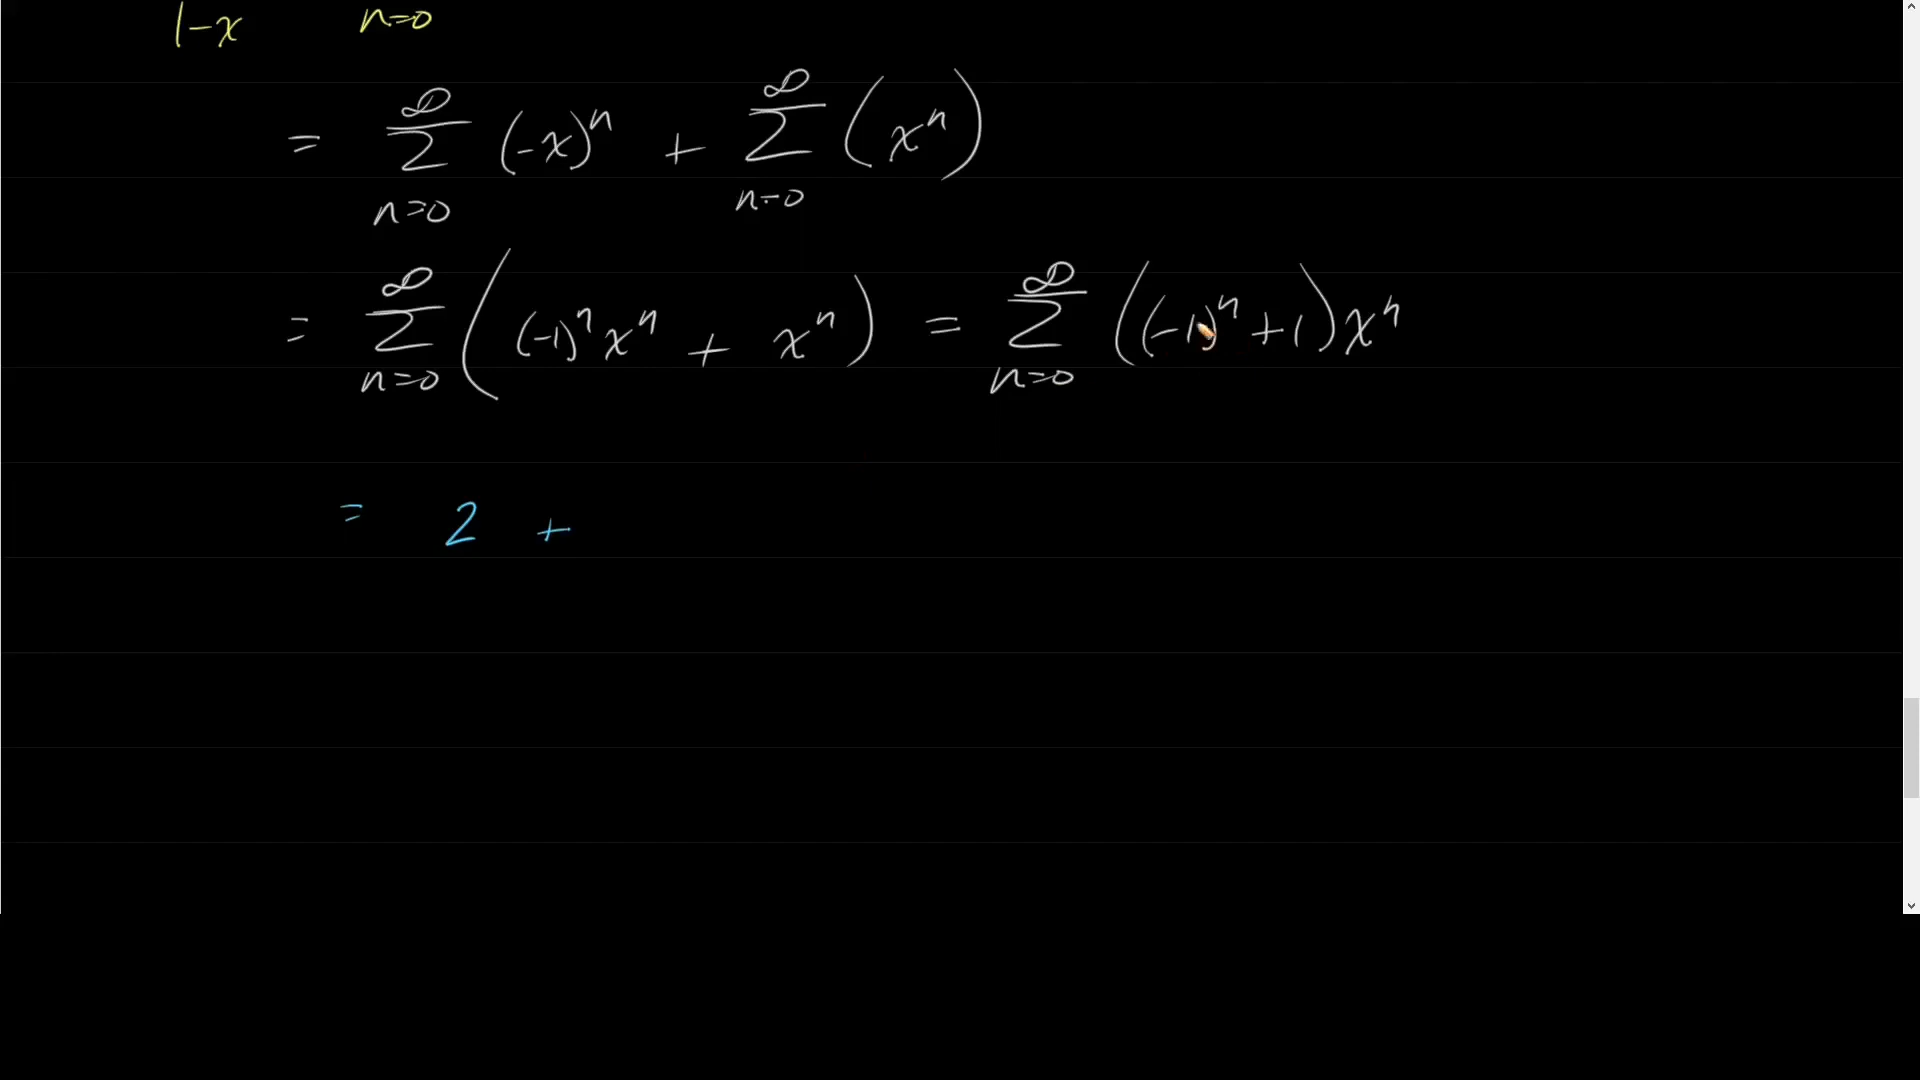 1-x   n=0
= ∞∑n=0 (-x)^n + ∞∑n=0 (x^n)
= ∞∑n=0 ((-1)^n x^n + x^n) = ∞∑n=0 ((-1)^n + 1) x^n
= 2 +